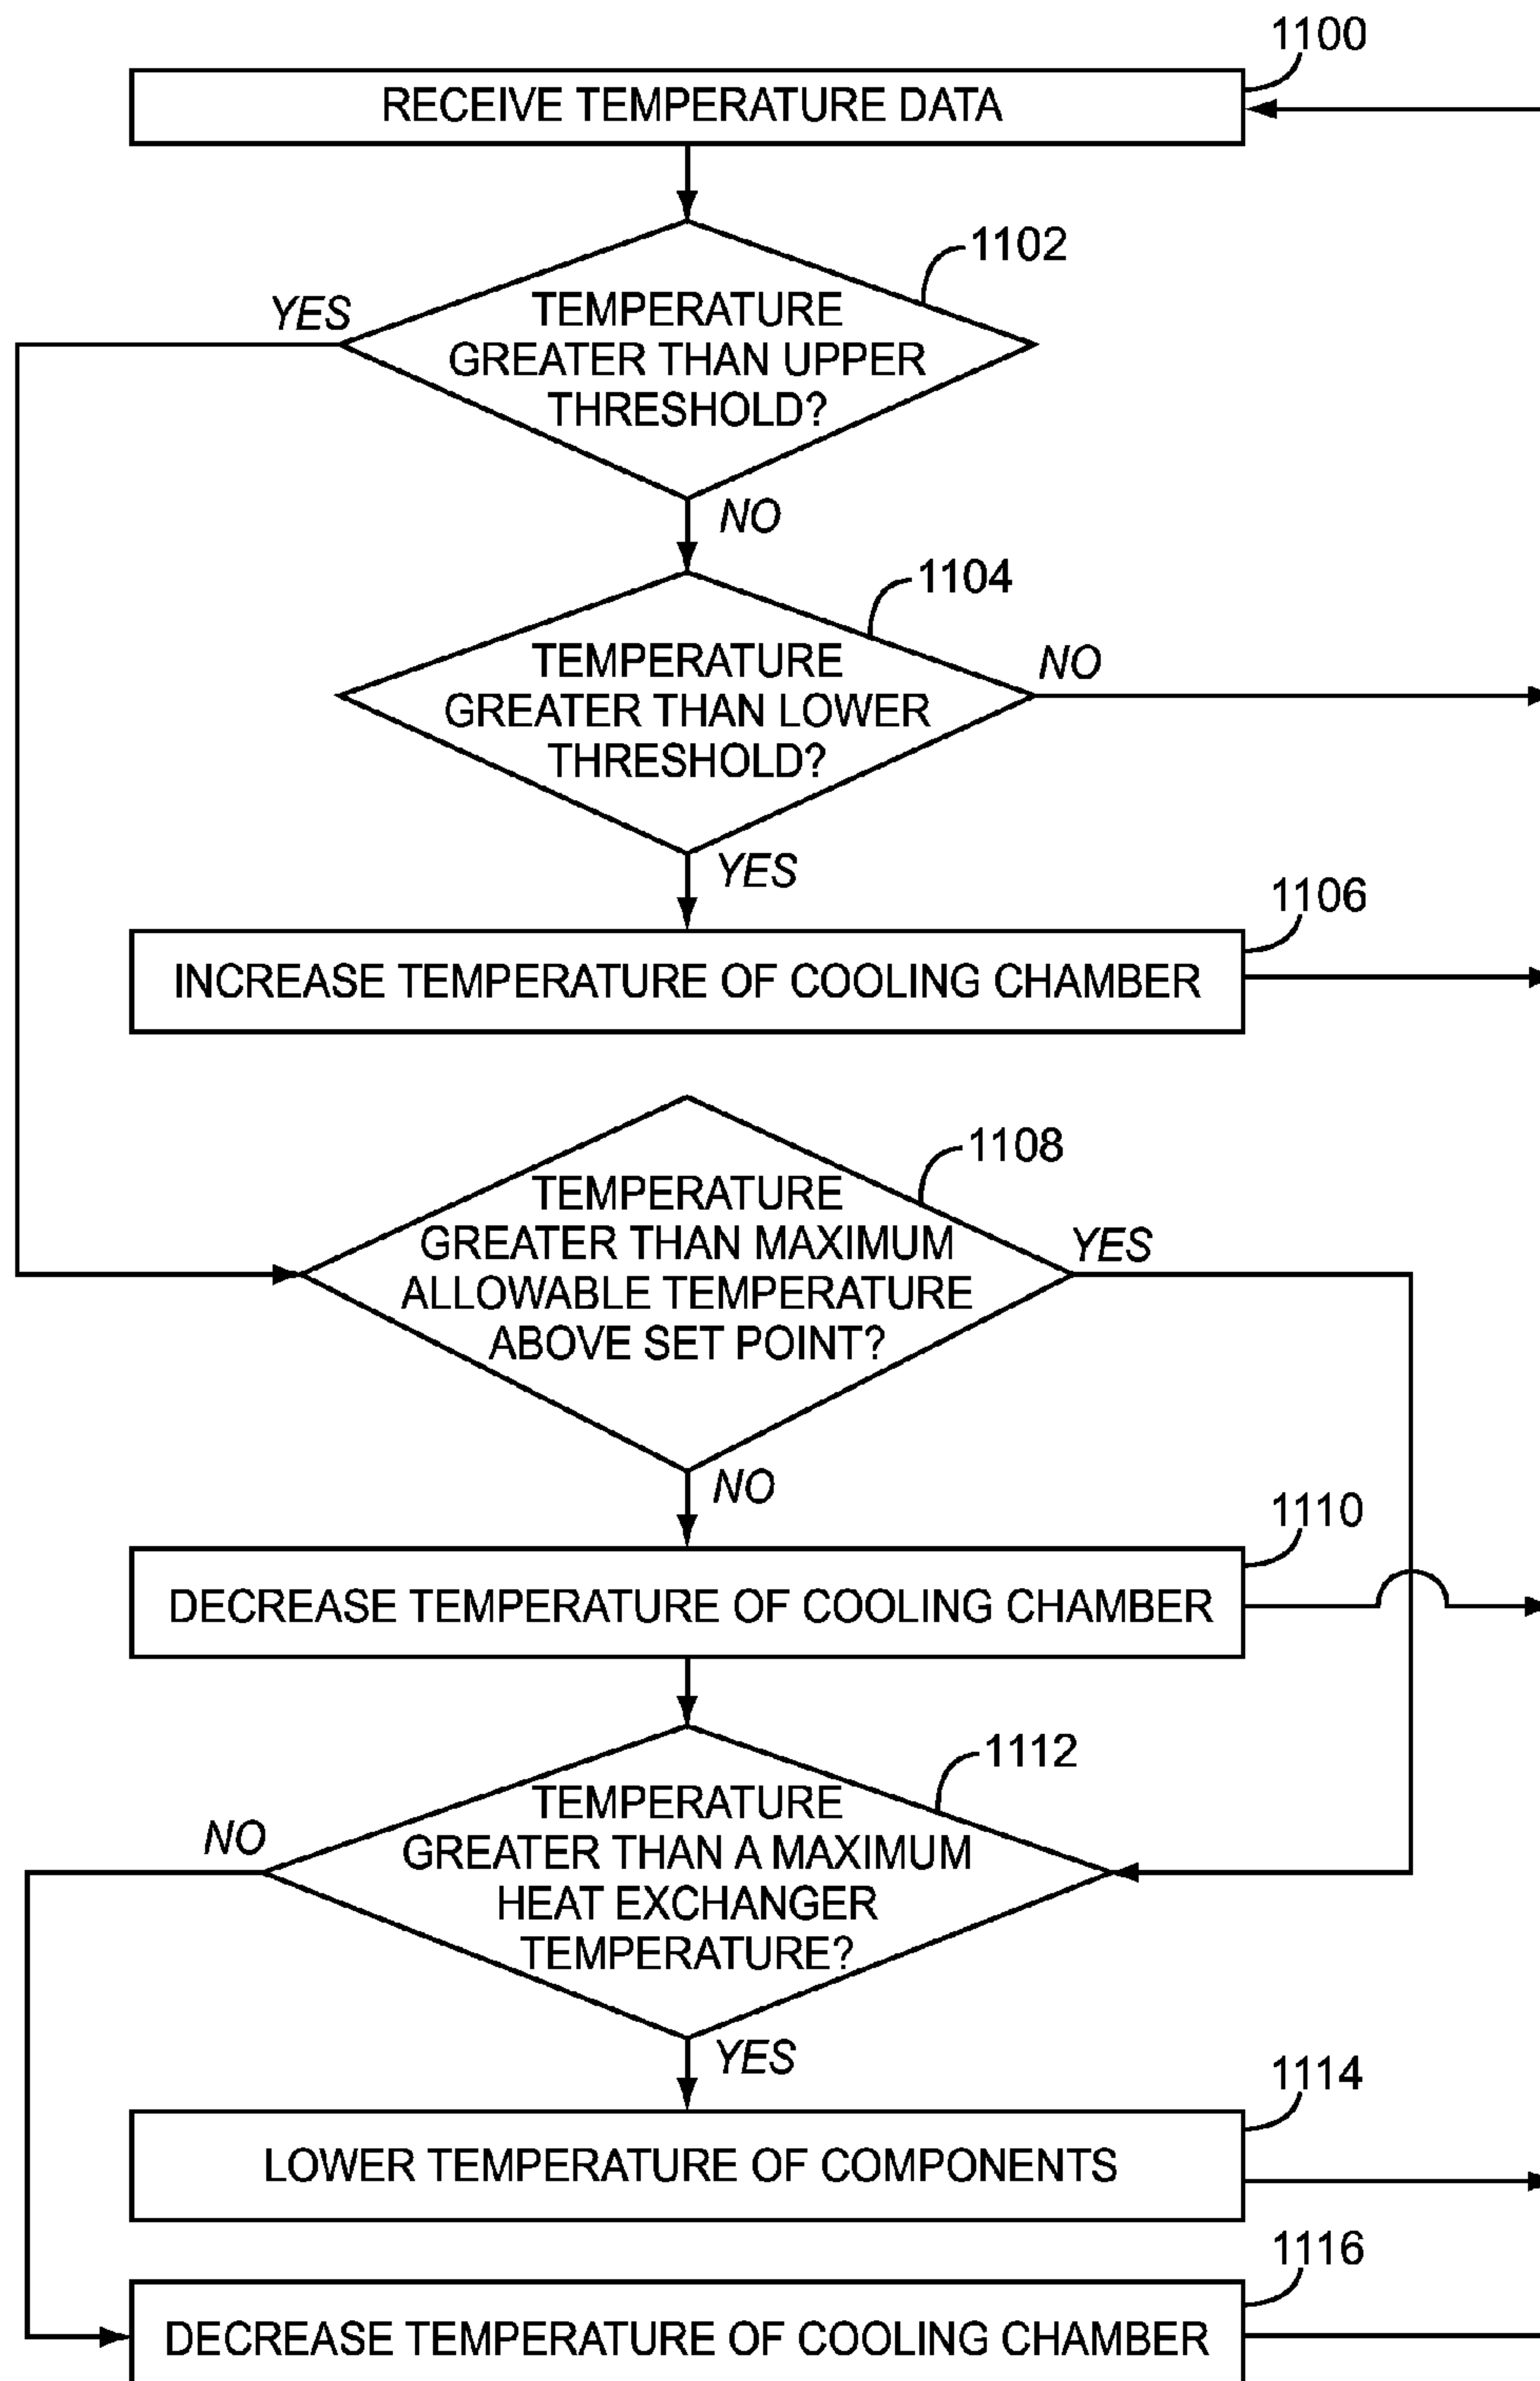 1100
RECEIVE TEMPERATURE DATA
1102
YES
TEMPERATURE
GREATER THAN UPPER
THRESHOLD?
NO
1104
TEMPERATURE
GREATER THAN LOWER
THRESHOLD?
NO
YES
1106
INCREASE TEMPERATURE OF COOLING CHAMBER
1108
TEMPERATURE
GREATER THAN MAXIMUM
ALLOWABLE TEMPERATURE
ABOVE SET POINT?
YES
NO
1110
DECREASE TEMPERATURE OF COOLING CHAMBER
1112
TEMPERATURE
GREATER THAN A MAXIMUM
HEAT EXCHANGER
TEMPERATURE?
NO
YES
1114
LOWER TEMPERATURE OF COMPONENTS
1116
DECREASE TEMPERATURE OF COOLING CHAMBER